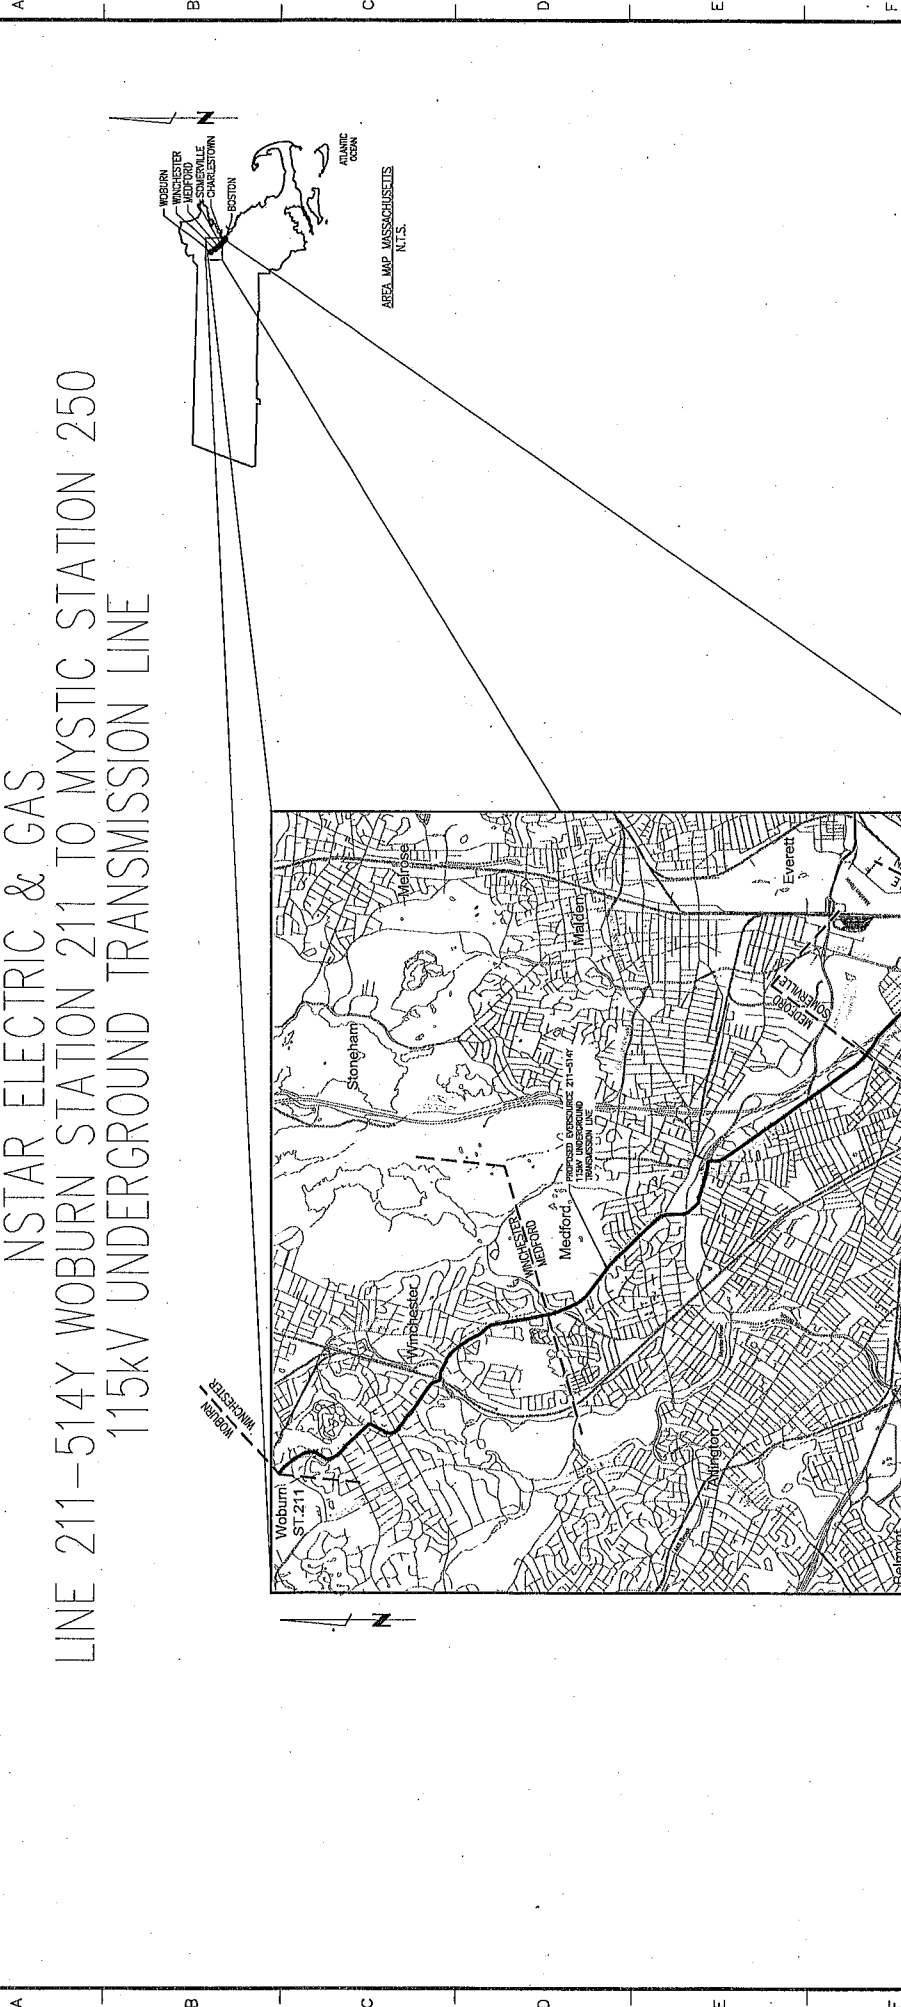 NSTAR ELECTRIC & GAS
LINE 211-514Y WOBURN STATION 211 TO MYSTIC STATION 250
115kV UNDERGROUND TRANSMISSION LINE
A
B
C
D
E
F
A
B
C
D
E
F
WOBURN
WINCHESTER
MEDFORD
SOMERVILLE
CHARLESTOWN
BOSTON
N
ATLANTIC
OCEAN
AREA MAP MASSACHUSETTS
N.T.S.
N
WOBURN
WINCHESTER
Woburn
ST.211
Winchester
Stoneham
Melrose
WINCHESTER
MEDFORD
Medford
PROPOSED EVERSOURCE 211-514Y
115kV UNDERGROUND
TRANSMISSION LINE
Malden
Arlington
MEDFORD
SOMERVILLE
Everett
Belmont